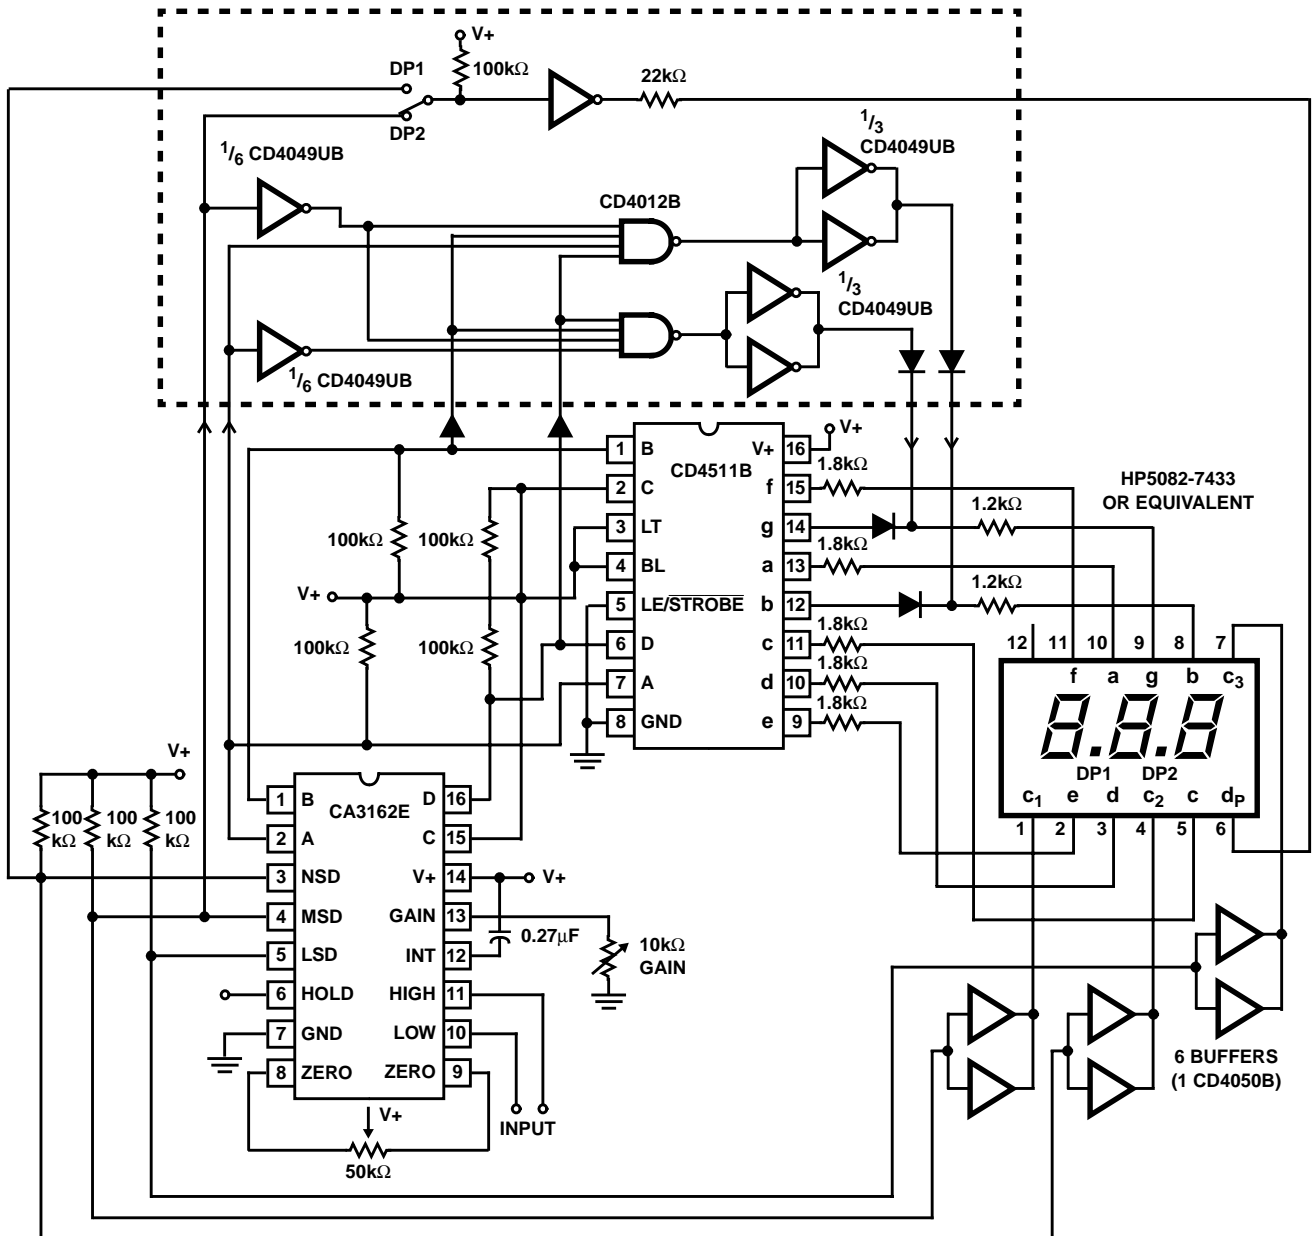 V+
DP1
100kΩ
22kΩ
DP2
1/3
CD4049UB
1/6 CD4049UB
CD4012B
1/3
CD4049UB
1/6 CD4049UB
V+
1 B V+ 16
CD4511B
1.8kΩ
HP5082-7433
OR EQUIVALENT
2 C f 15
1.2kΩ
3 LT g 14
100kΩ 100kΩ
1.8kΩ
4 BL a 13
V+
1.2kΩ
5 LE/STROBE b 12
1.8kΩ
100kΩ 100kΩ
6 D c 11
12 11 10 9 8 7
1.8kΩ
f a g b c3
7 A d 10
1.8kΩ
8 GND e 9
8.8.8
V+
DP1 DP2
c1 e d c2 c dP
1 2 3 4 5 6
100 kΩ 100 kΩ 100 kΩ
1 B D 16
CA3162E
2 A C 15
3 NSD V+ 14
V+
4 MSD GAIN 13
0.27µF
10kΩ
GAIN
5 LSD INT 12
6 HOLD HIGH 11
7 GND LOW 10
8 ZERO ZERO 9
6 BUFFERS
(1 CD4050B)
V+
INPUT
50kΩ